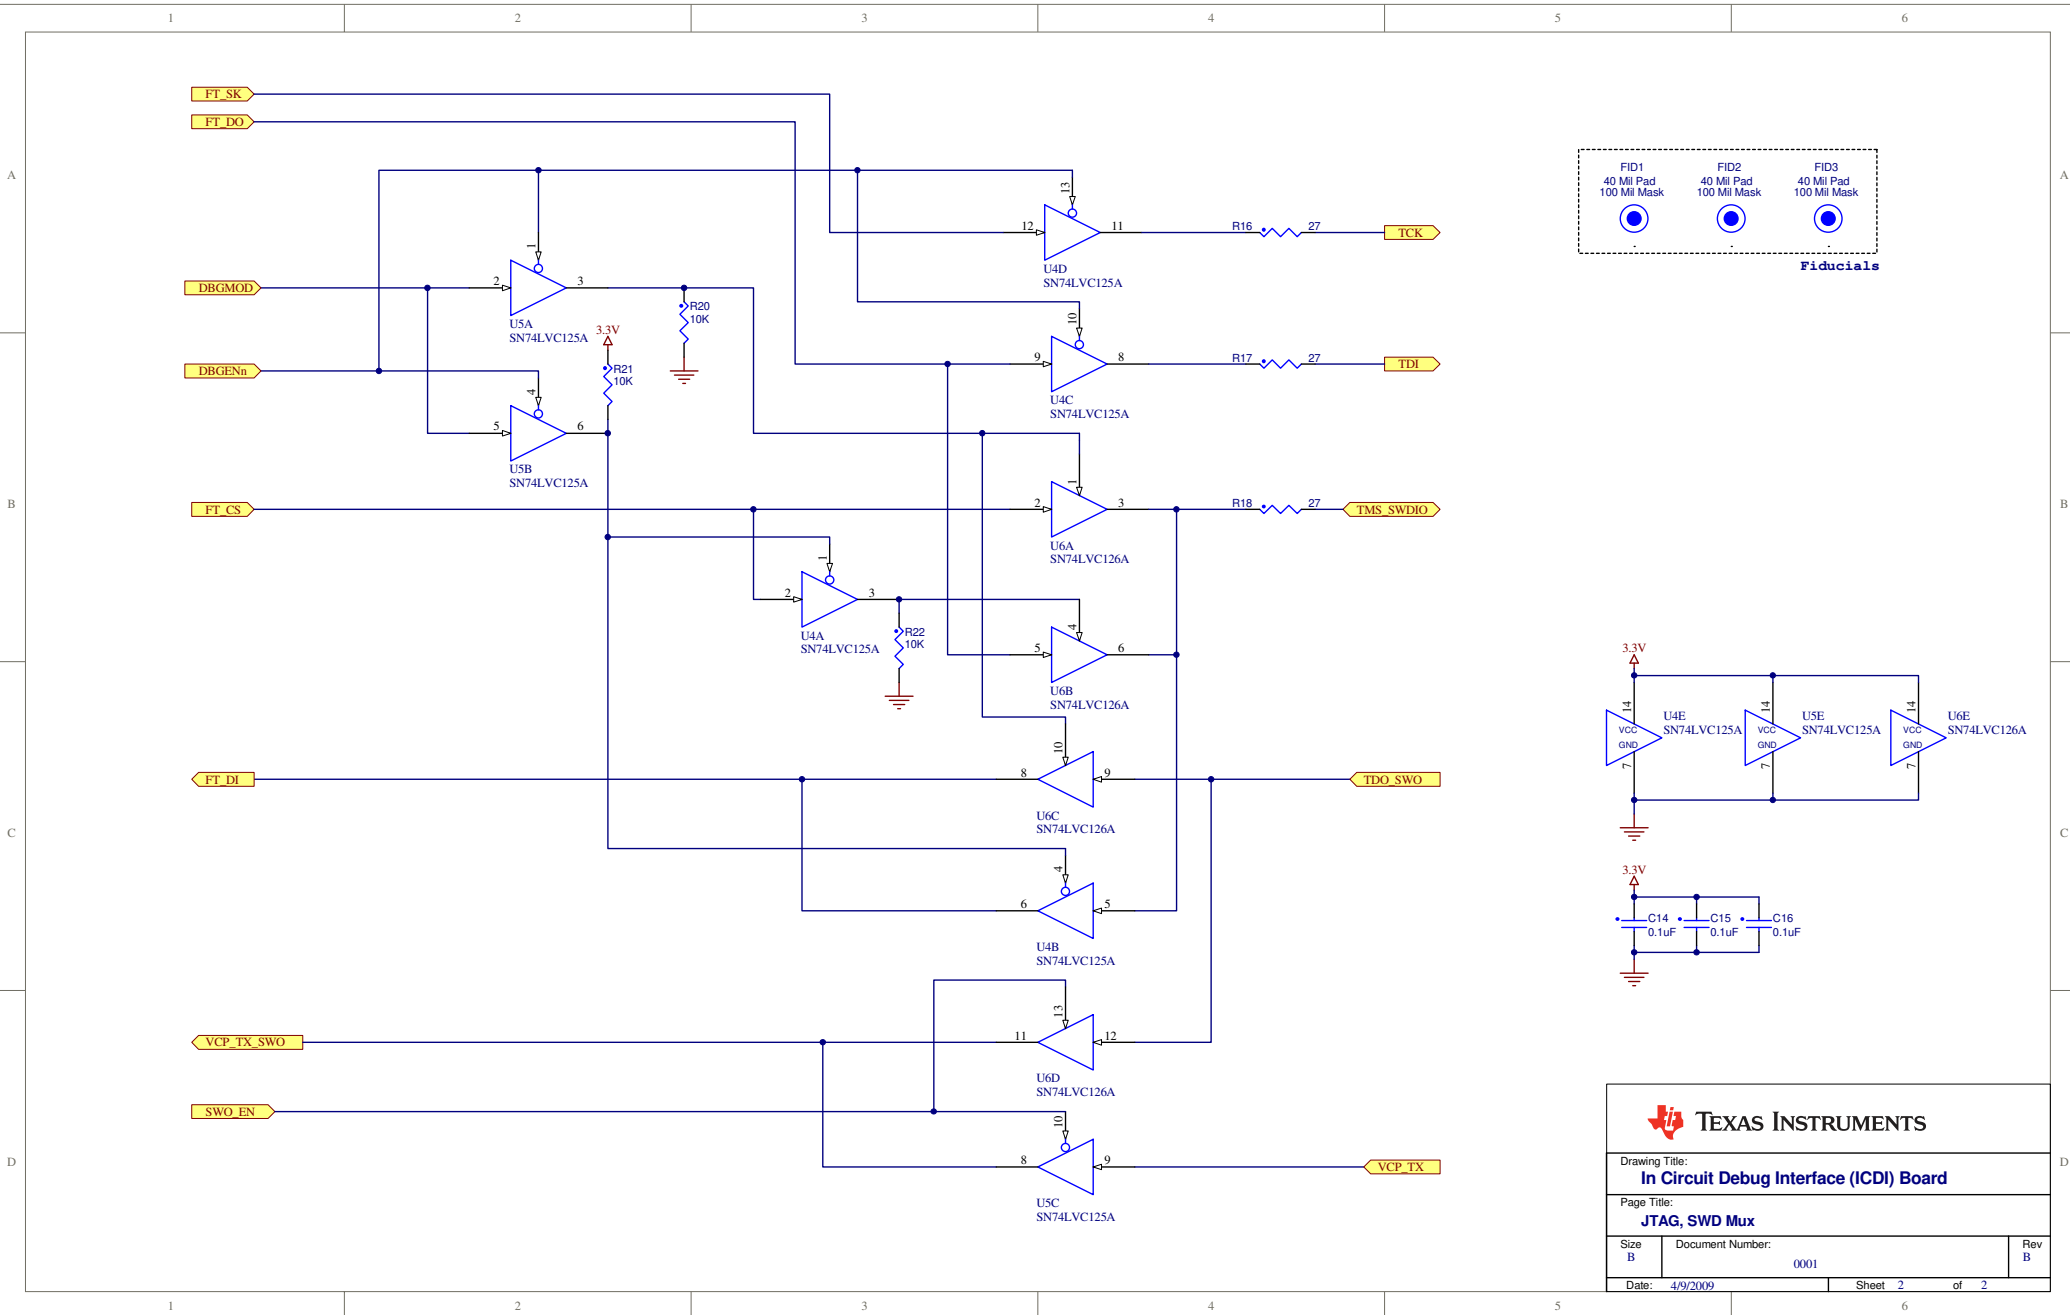 1 2 3 4 5 6
FT_SK
FT_DO
A A
FID1 FID2 FID3
40 Mil Pad 40 Mil Pad 40 Mil Pad
100 Mil Mask 100 Mil Mask 100 Mil Mask
Fiducials
13
12 11
R16 27
TCK
U4D
SN74LVC125A
1
DBGMOD
2 3
U5A
SN74LVC125A
R20
10K
3.3V
10
9 8
R17 27
TDI
U4C
SN74LVC125A
DBGENn
R21
10K
4
5 6
U5B
SN74LVC125A
B B
FT_CS
1
2 3
R18 27
TMS_SWDIO
U6A
SN74LVC126A
1
2 3
U4A
SN74LVC125A
R22
10K
4
5 6
U6B
SN74LVC126A
3.3V
14 14 14
U4E
SN74LVC125A
U5E
SN74LVC125A
U6E
SN74LVC126A
VCC VCC VCC
GND GND GND
7 7 7
10
FT_DI
8 9
TDO_SWO
U6C
SN74LVC126A
C C
4
6 5
U4B
SN74LVC125A
3.3V
C14 C15 C16
0.1uF 0.1uF 0.1uF
13
VCP_TX_SWO
11 12
U6D
SN74LVC126A
SWO_EN
10
8 9
VCP_TX
U5C
SN74LVC125A
D D
TEXAS INSTRUMENTS
Drawing Title:
In Circuit Debug Interface (ICDI) Board
Page Title:
JTAG, SWD Mux
Size Document Number: Rev
B 0001 B
Date: 4/9/2009 Sheet 2 of 2
1 2 3 4 5 6